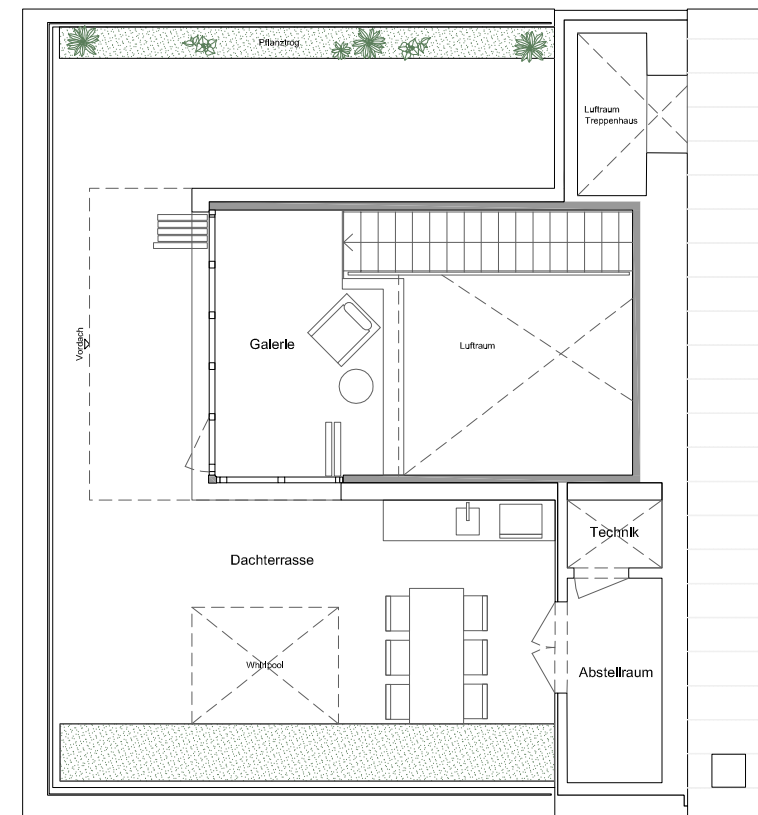 Pflanztrog
Luftraum
Treppenhaus
Vordach
Galerie
Luftraum
Technik
Dachterrasse
Whirlpool
Abstellraum